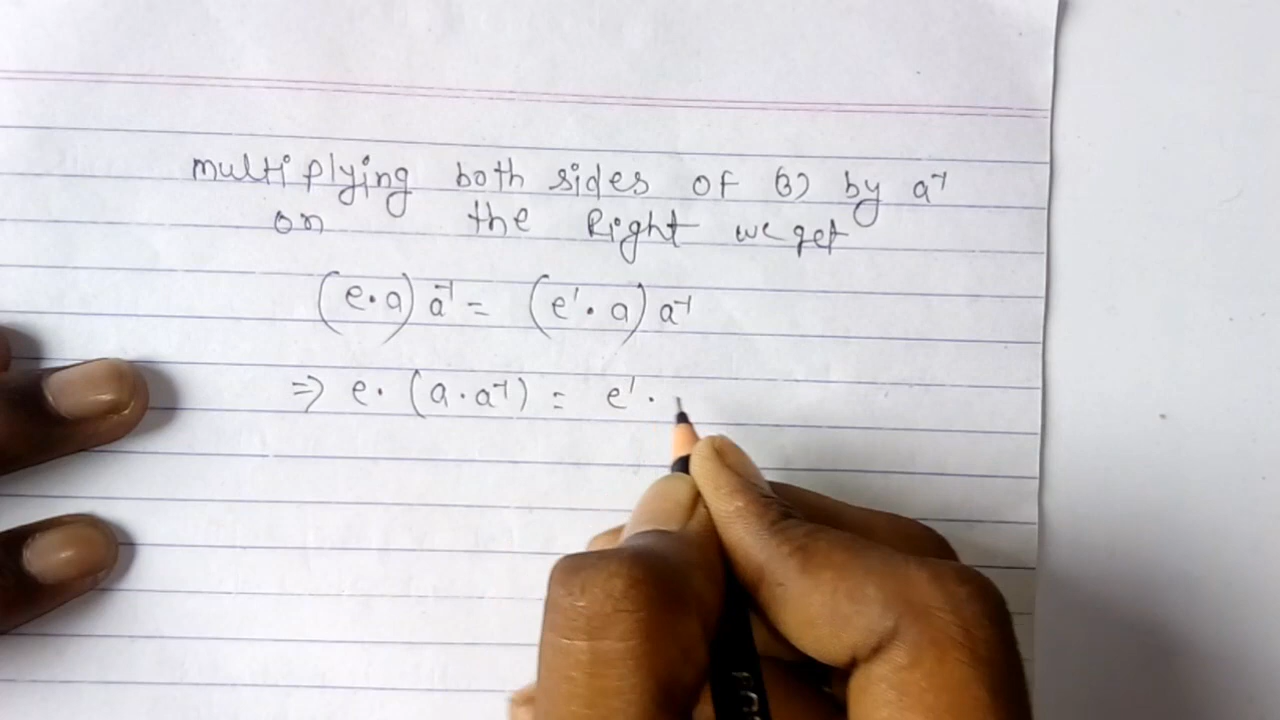 multiplying both sides of (3) by a⁻¹
on the Right we get
(e·a) a⁻¹ = (e'·a) a⁻¹
⇒ e·(a·a⁻¹) = e'·